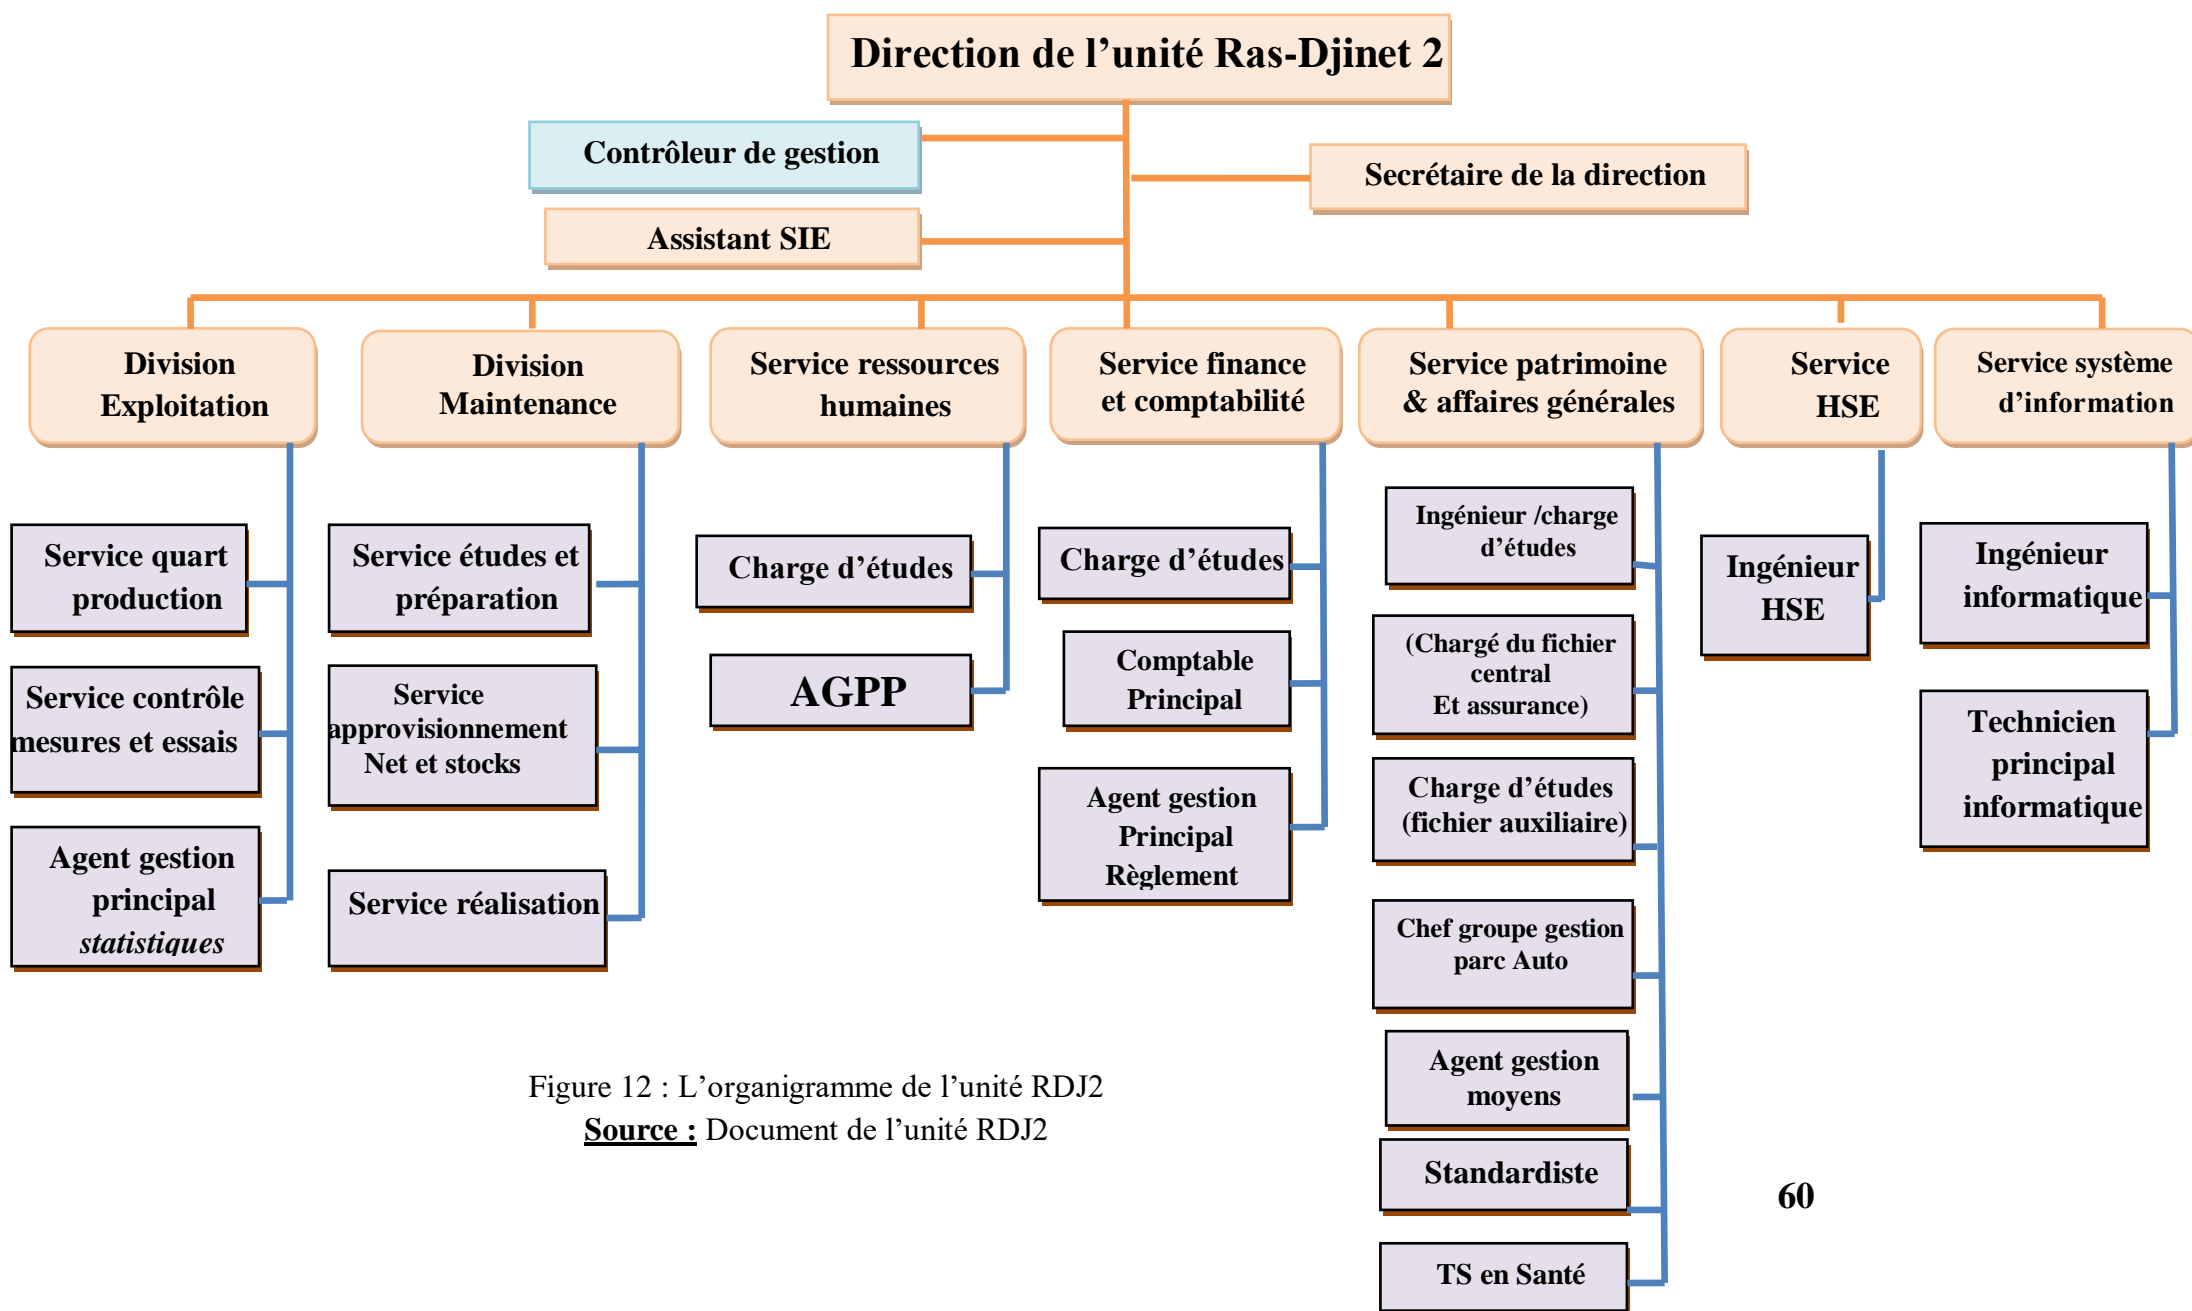 Direction de l’unité Ras-Djinet 2
Contrôleur de gestion
Secrétaire de la direction
Assistant SIE
Division
Exploitation
Division
Maintenance
Service ressources
humaines
Service finance
et comptabilité
Service patrimoine
& affaires générales
Service
HSE
Service système
d’information
Service quart
production
Service contrôle
mesures et essais
Agent gestion
principal
statistiques
Service études et
préparation
Service
approvisionnement
Net et stocks
Service réalisation
Charge d’études
AGPP
Charge d’études
Comptable
Principal
Agent gestion
Principal
Règlement
Ingénieur /charge
d’études
(Chargé du fichier
central
Et assurance)
Charge d’études
(fichier auxiliaire)
Chef groupe gestion
parc Auto
Agent gestion
moyens
Standardiste
TS en Santé
Ingénieur
HSE
Ingénieur
informatique
Technicien
principal
informatique
Figure 12 : L’organigramme de l’unité RDJ2
Source : Document de l’unité RDJ2
60